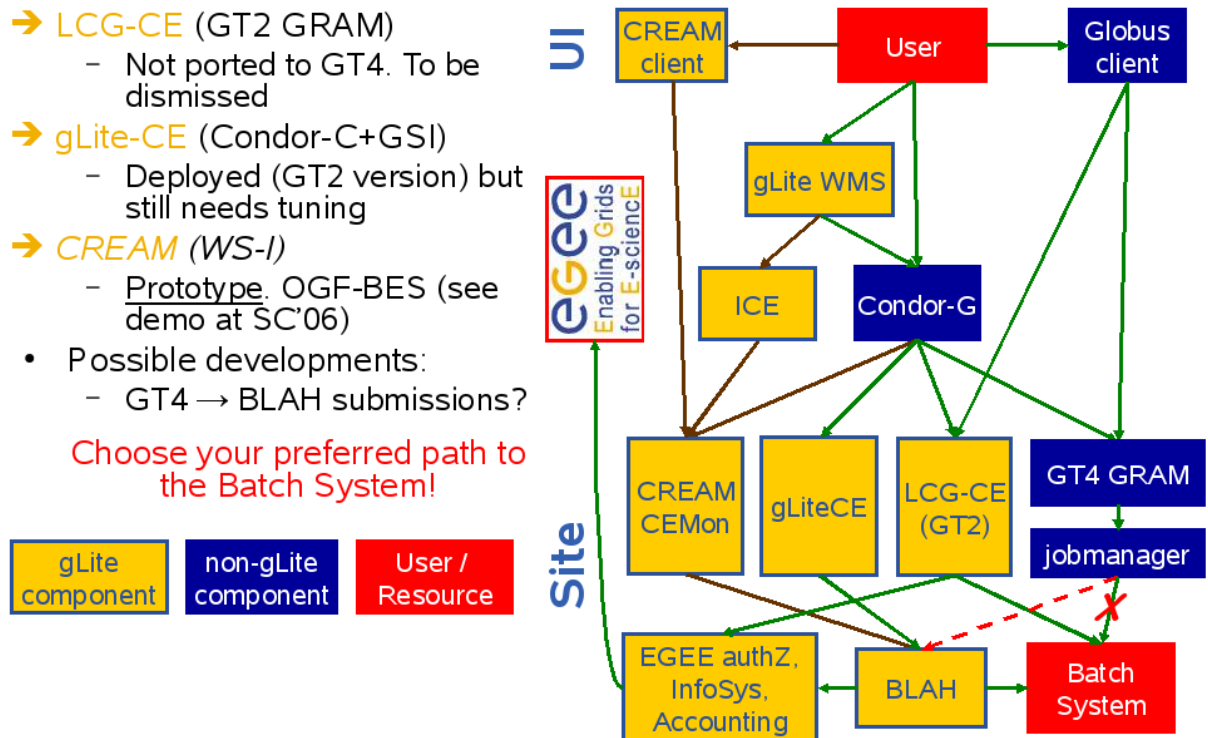 ➔ LCG-CE (GT2 GRAM)
– Not ported to GT4. To be
dismissed
➔ gLite-CE (Condor-C+GSI)
– Deployed (GT2 version) but
still needs tuning
➔ CREAM (WS-I)
– Prototype. OGF-BES (see
demo at SC'06)
• Possible developments:
– GT4 → BLAH submissions?
Choose your preferred path to
the Batch System!
gLite
component
non-gLite
component
User /
Resource
UI
CREAM
client
User
Globus
client
gLite WMS
eGee
Enabling Grids
for E-sciencE
ICE
Condor-G
Site
CREAM
CEMon
gLiteCE
LCG-CE
(GT2)
GT4 GRAM
jobmanager
X
EGEE authZ,
InfoSys,
Accounting
BLAH
Batch
System